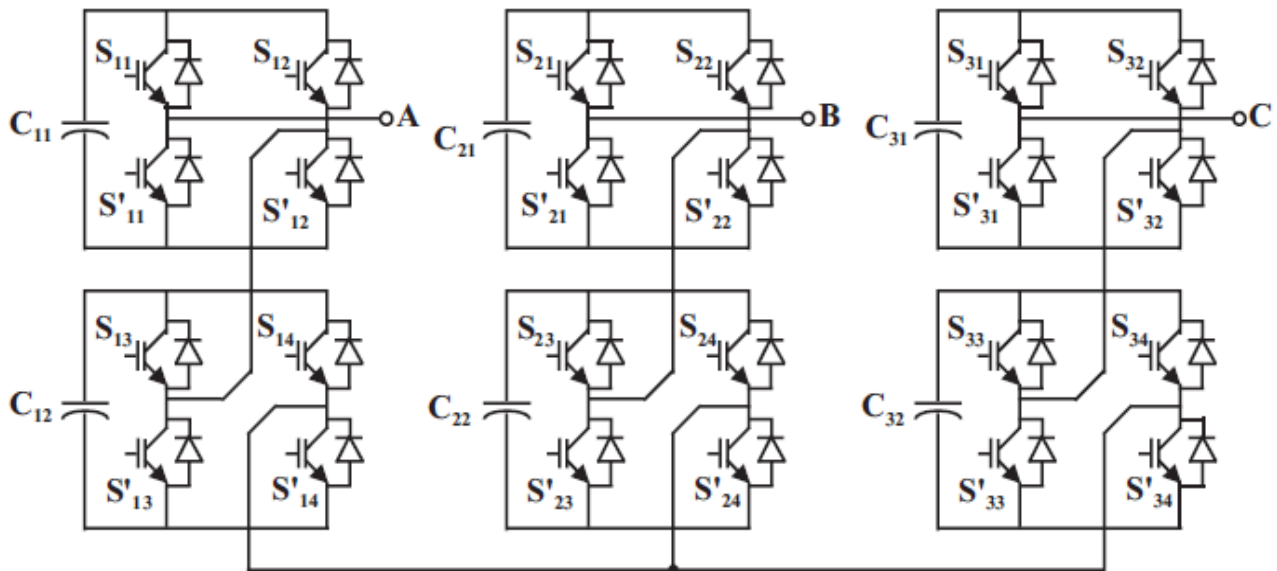 S11 S12 S21 S22 S31 S32
C11 A C21 B C31 C
S'11 S'12 S'21 S'22 S'31 S'32
S13 S14 S23 S24 S33 S34
C12 C22 C32
S'13 S'14 S'23 S'24 S'33 S'34